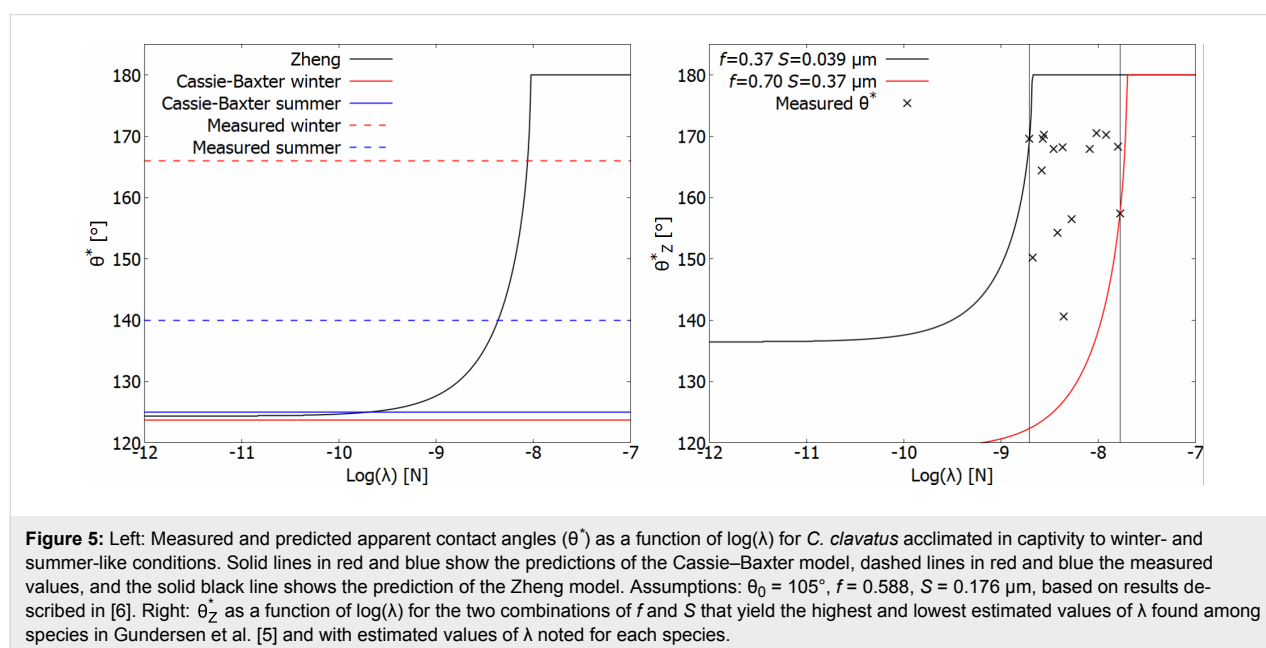 Zheng
Cassie-Baxter winter
Cassie-Baxter summer
Measured winter
Measured summer
180
170
160
150
140
130
120
θ* [°]
-12
-11
-10
-9
-8
-7
Log(λ) [N]
f=0.37 S=0.039 μm
f=0.70 S=0.37 μm
Measured θ*
180
170
160
150
140
130
120
θ*Z [°]
-12
-11
-10
-9
-8
-7
Log(λ) [N]
Figure 5: Left: Measured and predicted apparent contact angles (θ*) as a function of log(λ) for C. clavatus acclimated in captivity to winter- and
summer-like conditions. Solid lines in red and blue show the predictions of the Cassie–Baxter model, dashed lines in red and blue the measured
values, and the solid black line shows the prediction of the Zheng model. Assumptions: θ0 = 105°, f = 0.588, S = 0.176 μm, based on results de-
scribed in [6]. Right: θ*Z as a function of log(λ) for the two combinations of f and S that yield the highest and lowest estimated values of λ found among
species in Gundersen et al. [5] and with estimated values of λ noted for each species.